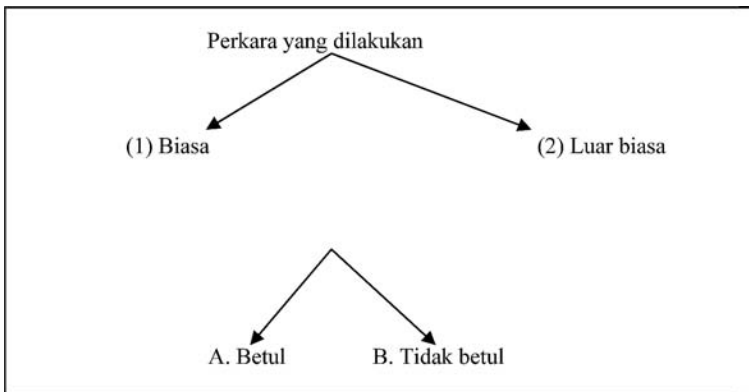 Perkara yang dilakukan
(1) Biasa
(2) Luar biasa
A. Betul
B. Tidak betul